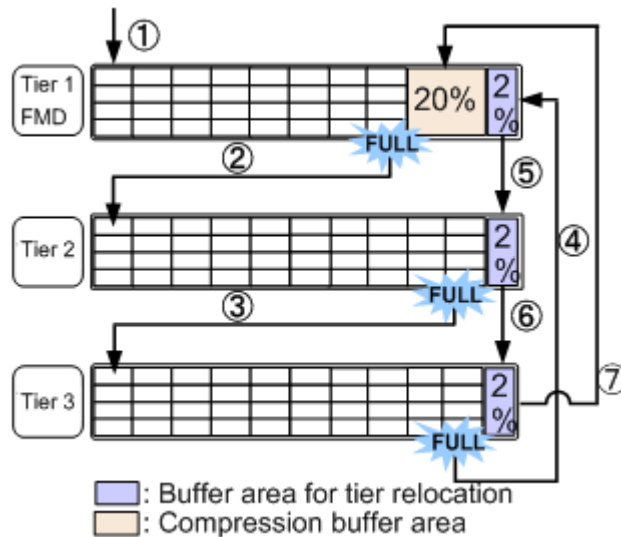 ①
Tier 1
FMD
20%
2
%
FULL
②
⑤
④
Tier 2
2
%
FULL
③
⑥
⑦
Tier 3
2
%
FULL
: Buffer area for tier relocation
: Compression buffer area